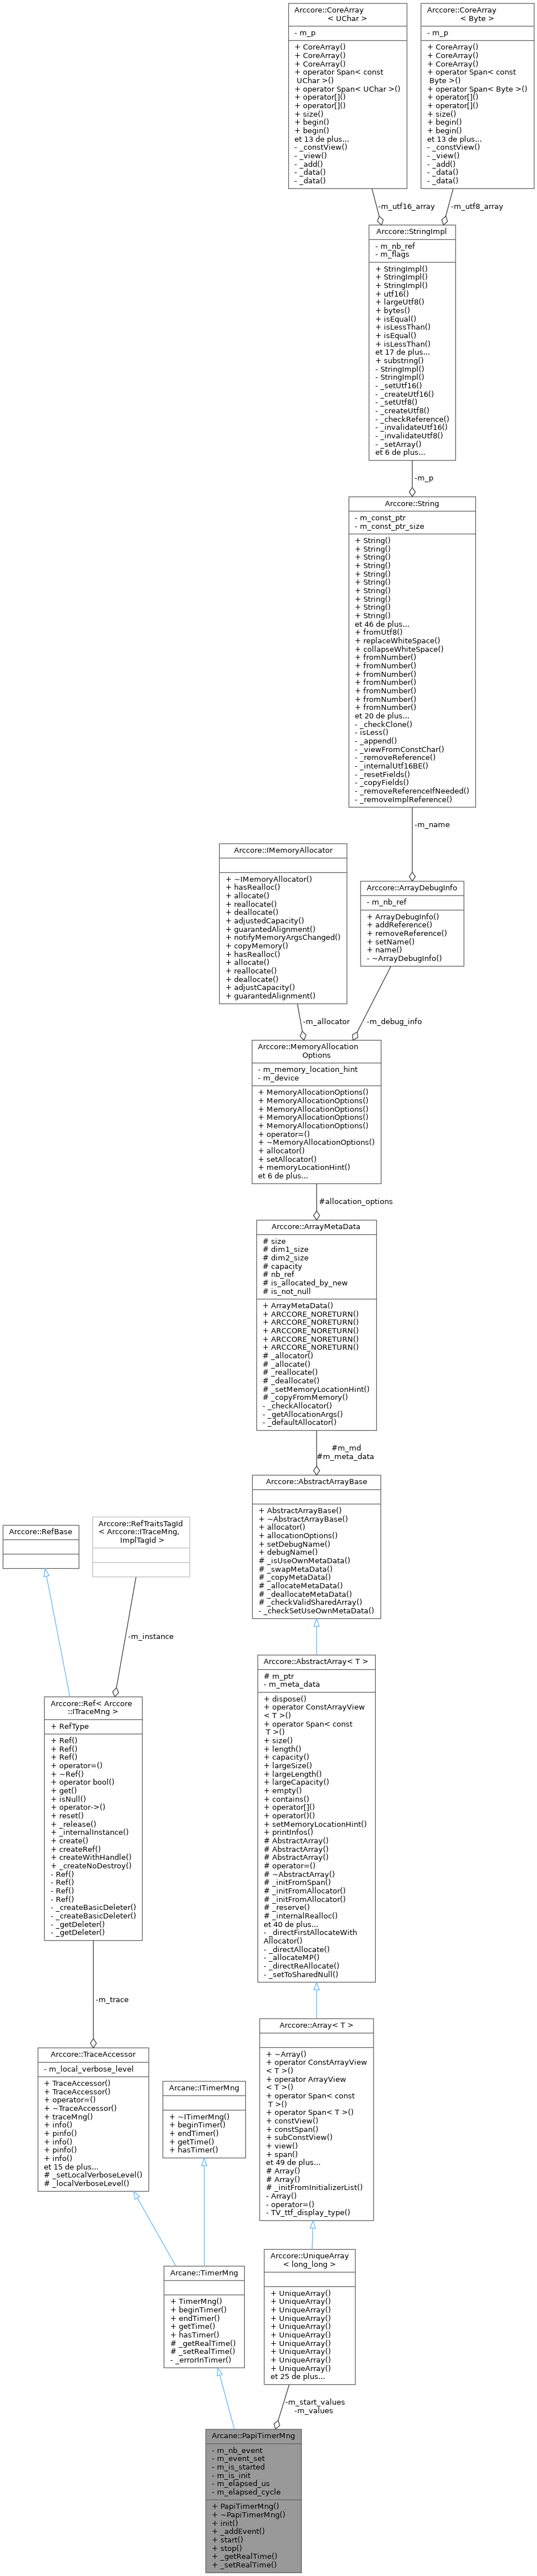 Arccore::CoreArray
< UChar >
- m_p
+ CoreArray()
+ CoreArray()
+ CoreArray()
+ operator Span< const
UChar >()
+ operator Span< UChar >()
+ operator[]()
+ operator[]()
+ size()
+ begin()
+ begin()
et 13 de plus...
- _constView()
- _view()
- _add()
- _data()
- _data()
Arccore::CoreArray
< Byte >
- m_p
+ CoreArray()
+ CoreArray()
+ CoreArray()
+ operator Span< const
Byte >()
+ operator Span< Byte >()
+ operator[]()
+ operator[]()
+ size()
+ begin()
+ begin()
et 13 de plus...
- _constView()
- _view()
- _add()
- _data()
- _data()
-m_utf16_array
-m_utf8_array
Arccore::StringImpl
- m_nb_ref
- m_flags
+ StringImpl()
+ StringImpl()
+ StringImpl()
+ utf16()
+ largeUtf8()
+ bytes()
+ isEqual()
+ isLessThan()
+ isEqual()
+ isLessThan()
et 17 de plus...
+ substring()
- StringImpl()
- StringImpl()
- _setUtf16()
- _createUtf16()
- _setUtf8()
- _createUtf8()
- _checkReference()
- _invalidateUtf16()
- _invalidateUtf8()
- _setArray()
et 6 de plus...
-m_p
Arccore::String
- m_const_ptr
- m_const_ptr_size
+ String()
+ String()
+ String()
+ String()
+ String()
+ String()
+ String()
+ String()
+ String()
+ String()
et 46 de plus...
+ fromUtf8()
+ replaceWhiteSpace()
+ collapseWhiteSpace()
+ fromNumber()
+ fromNumber()
+ fromNumber()
+ fromNumber()
+ fromNumber()
+ fromNumber()
+ fromNumber()
et 20 de plus...
- _checkClone()
- isLess()
- _append()
- _viewFromConstChar()
- _removeReference()
- _internalUtf16BE()
- _resetFields()
- _copyFields()
- _removeReferenceIfNeeded()
- _removeImplReference()
-m_name
Arccore::IMemoryAllocator
+ ~IMemoryAllocator()
+ hasRealloc()
+ allocate()
+ reallocate()
+ deallocate()
+ adjustedCapacity()
+ guarantedAlignment()
+ notifyMemoryArgsChanged()
+ copyMemory()
+ hasRealloc()
+ allocate()
+ reallocate()
+ deallocate()
+ adjustCapacity()
+ guarantedAlignment()
Arccore::ArrayDebugInfo
- m_nb_ref
+ ArrayDebugInfo()
+ addReference()
+ removeReference()
+ setName()
+ name()
- ~ArrayDebugInfo()
-m_allocator
-m_debug_info
Arccore::MemoryAllocation
Options
- m_memory_location_hint
- m_device
+ MemoryAllocationOptions()
+ MemoryAllocationOptions()
+ MemoryAllocationOptions()
+ MemoryAllocationOptions()
+ MemoryAllocationOptions()
+ operator=()
+ ~MemoryAllocationOptions()
+ allocator()
+ setAllocator()
+ memoryLocationHint()
et 6 de plus...
#allocation_options
Arccore::ArrayMetaData
# size
# dim1_size
# dim2_size
# capacity
# nb_ref
# is_allocated_by_new
# is_not_null
+ ArrayMetaData()
+ ARCCORE_NORETURN()
+ ARCCORE_NORETURN()
+ ARCCORE_NORETURN()
+ ARCCORE_NORETURN()
+ ARCCORE_NORETURN()
# _allocator()
# _allocate()
# _reallocate()
# _deallocate()
# _setMemoryLocationHint()
# _copyFromMemory()
- _checkAllocator()
- _getAllocationArgs()
- _defaultAllocator()
#m_md
#m_meta_data
Arccore::AbstractArrayBase
+ AbstractArrayBase()
+ ~AbstractArrayBase()
+ allocator()
+ allocationOptions()
+ setDebugName()
+ debugName()
# _isUseOwnMetaData()
# _swapMetaData()
# _copyMetaData()
# _allocateMetaData()
# _deallocateMetaData()
# _checkValidSharedArray()
- _checkSetUseOwnMetaData()
Arccore::RefBase
Arccore::RefTraitsTagId
< Arccore::ITraceMng,
ImplTagId >
-m_instance
Arccore::AbstractArray< T >
# m_ptr
- m_meta_data
+ dispose()
+ operator ConstArrayView
< T >()
+ operator Span< const
T >()
+ size()
+ length()
+ capacity()
+ largeSize()
+ largeLength()
+ largeCapacity()
+ empty()
+ contains()
+ operator[]()
+ operator()()
+ setMemoryLocationHint()
+ printInfos()
# AbstractArray()
# AbstractArray()
# AbstractArray()
# operator=()
# ~AbstractArray()
# _initFromSpan()
# _initFromAllocator()
# _initFromAllocator()
# _reserve()
# _internalRealloc()
et 40 de plus...
- _directFirstAllocateWith
Allocator()
- _directAllocate()
- _allocateMP()
- _directReAllocate()
- _setToSharedNull()
Arccore::Ref< Arccore
::ITraceMng >
+ RefType
+ Ref()
+ Ref()
+ Ref()
+ operator=()
+ ~Ref()
+ operator bool()
+ get()
+ isNull()
+ operator->()
+ reset()
+ _release()
+ _internalInstance()
+ create()
+ createRef()
+ createWithHandle()
+ _createNoDestroy()
- Ref()
- Ref()
- Ref()
- Ref()
- _createBasicDeleter()
- _createBasicDeleter()
- _getDeleter()
- _getDeleter()
-m_trace
Arccore::Array< T >
+ ~Array()
+ operator ConstArrayView
< T >()
+ operator ArrayView
< T >()
+ operator Span< const
T >()
+ operator Span< T >()
+ constView()
+ constSpan()
+ subConstView()
+ view()
+ span()
et 49 de plus...
# Array()
# Array()
# _initFromInitializerList()
- Array()
- operator=()
- TV_ttf_display_type()
Arccore::TraceAccessor
- m_local_verbose_level
+ TraceAccessor()
+ TraceAccessor()
+ operator=()
+ ~TraceAccessor()
+ traceMng()
+ info()
+ pinfo()
+ info()
+ pinfo()
+ info()
et 15 de plus...
# _setLocalVerboseLevel()
# _localVerboseLevel()
Arcane::ITimerMng
+ ~ITimerMng()
+ beginTimer()
+ endTimer()
+ getTime()
+ hasTimer()
Arcane::TimerMng
+ TimerMng()
+ beginTimer()
+ endTimer()
+ getTime()
+ hasTimer()
# _getRealTime()
# _setRealTime()
- _errorInTimer()
Arccore::UniqueArray
< long_long >
+ UniqueArray()
+ UniqueArray()
+ UniqueArray()
+ UniqueArray()
+ UniqueArray()
+ UniqueArray()
+ UniqueArray()
+ UniqueArray()
+ UniqueArray()
+ UniqueArray()
et 25 de plus...
-m_start_values
-m_values
Arcane::PapiTimerMng
- m_nb_event
- m_event_set
- m_is_started
- m_is_init
- m_elapsed_us
- m_elapsed_cycle
+ PapiTimerMng()
+ ~PapiTimerMng()
+ init()
+ _addEvent()
+ start()
+ stop()
+ _getRealTime()
+ _setRealTime()